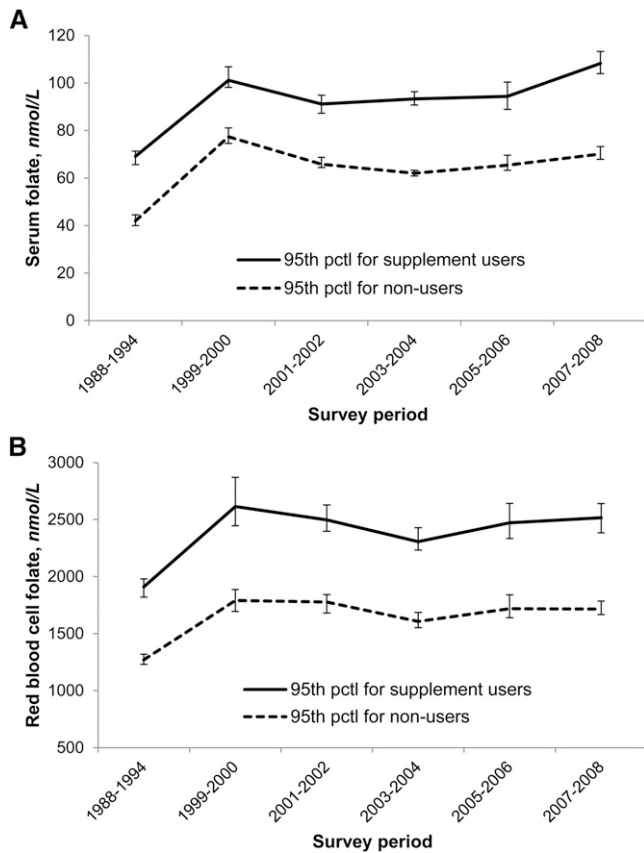 A
120
100
80
60
40
20
0
Serum folate, nmol/L
95th pctl for supplement users
95th pctl for non-users
1988-1994
1999-2000
2001-2002
2003-2004
2005-2006
2007-2008
Survey period
B
3000
2500
2000
1500
1000
500
Red blood cell folate, nmol/L
95th pctl for supplement users
95th pctl for non-users
1988-1994
1999-2000
2001-2002
2003-2004
2005-2006
2007-2008
Survey period